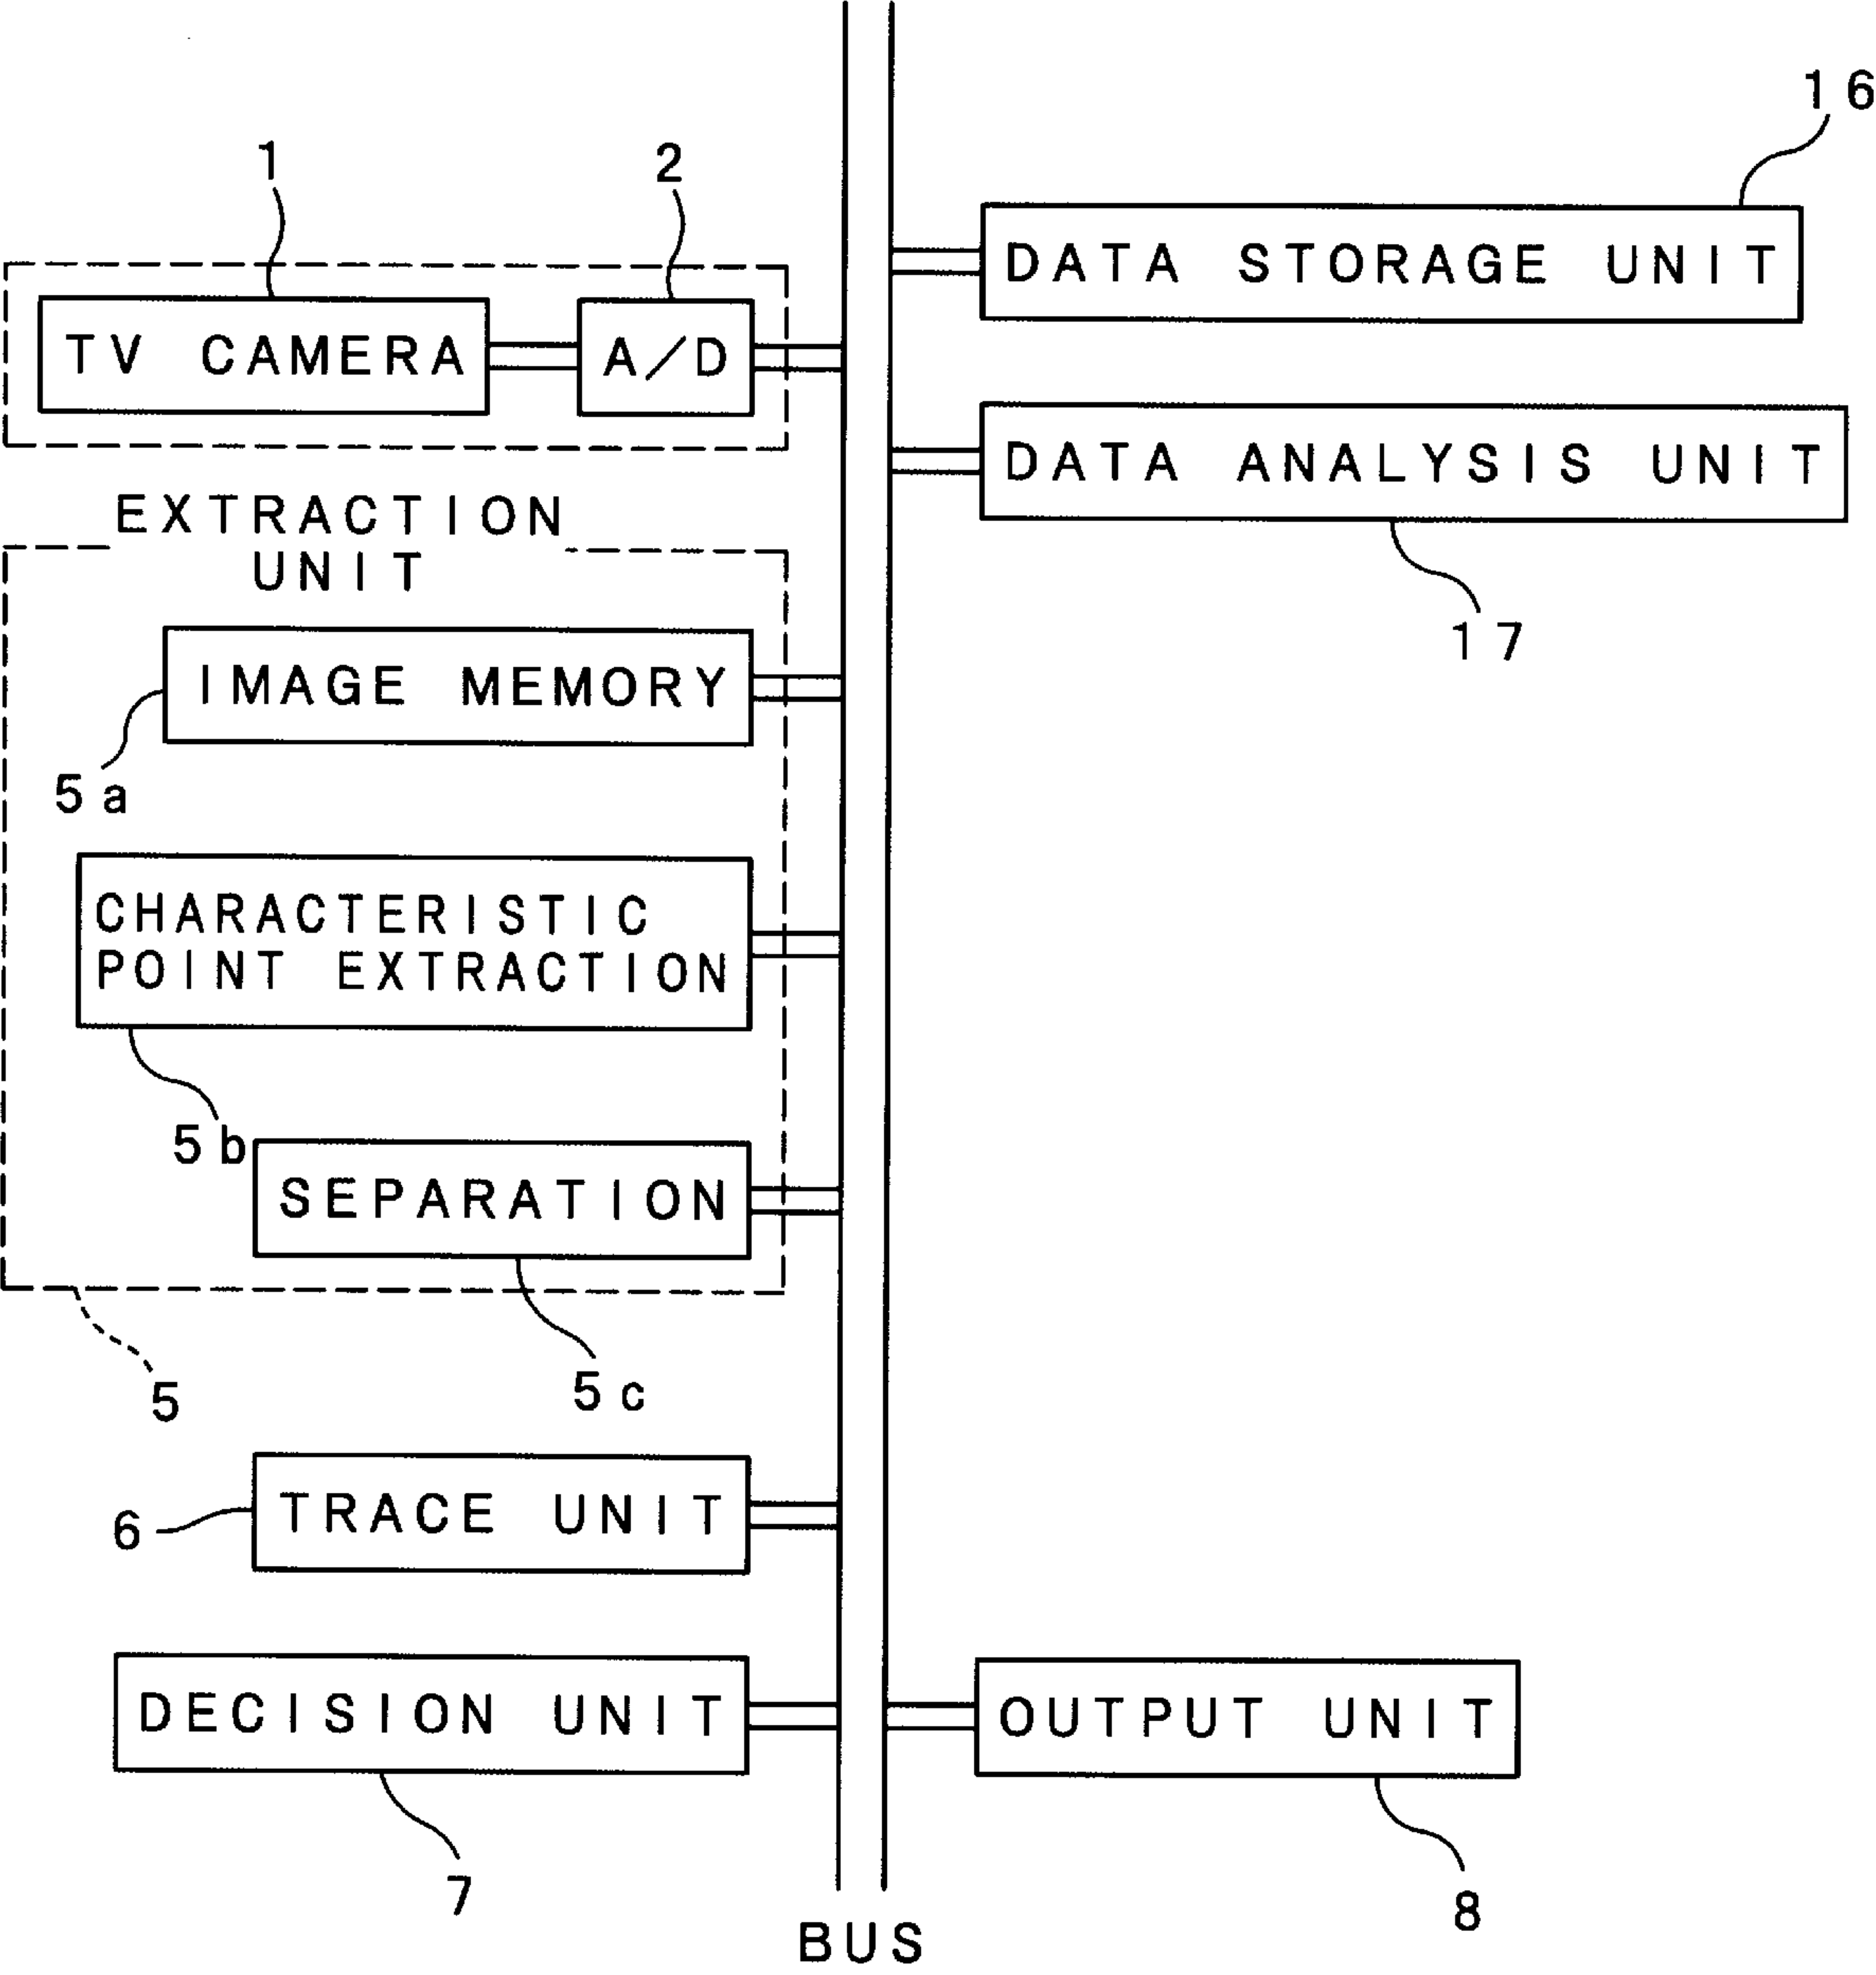 16
1
2
DATA STORAGE UNIT
TV CAMERA
A/D
DATA ANALYSIS UNIT
17
EXTRACTION
UNIT
IMAGE MEMORY
5a
CHARACTERISTIC
POINT EXTRACTION
5b
SEPARATION
5
5c
TRACE UNIT
6
DECISION UNIT
OUTPUT UNIT
7
8
BUS